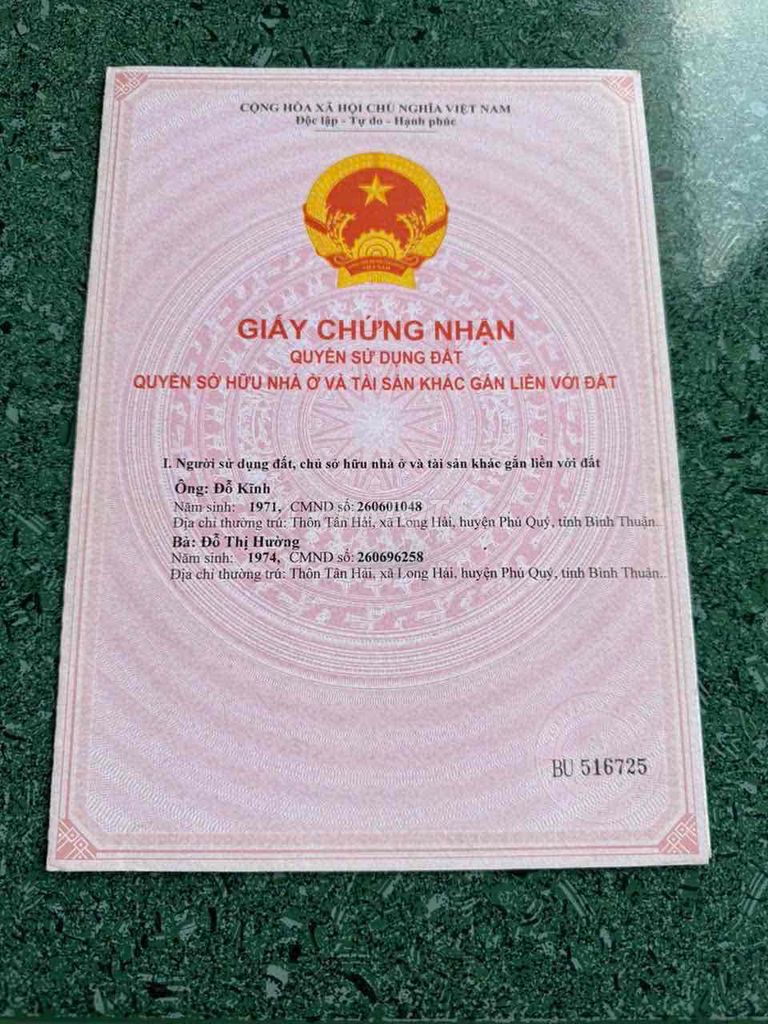 CỘNG HÒA XÃ HỘI CHỦ NGHĨA VIỆT NAM
Độc lập - Tự do - Hạnh phúc
GIẤY CHỨNG NHẬN
QUYỀN SỬ DỤNG ĐẤT
QUYỀN SỞ HỮU NHÀ Ở VÀ TÀI SẢN KHÁC GẮN LIỀN VỚI ĐẤT
I. Người sử dụng đất, chủ sở hữu nhà ở và tài sản khác gắn liền với đất
Ông: Đỗ Kĩnh
Năm sinh: 1971, CMND số: 260601048
Địa chỉ thường trú: Thôn Tân Hải, xã Long Hải, huyện Phú Quý, tỉnh Bình Thuận..
Bà: Đỗ Thị Hường
Năm sinh: 1974, CMND số: 260696258
Địa chỉ thường trú: Thôn Tân Hải, xã Long Hải, huyện Phú Quý, tỉnh Bình Thuận..
BU 516725